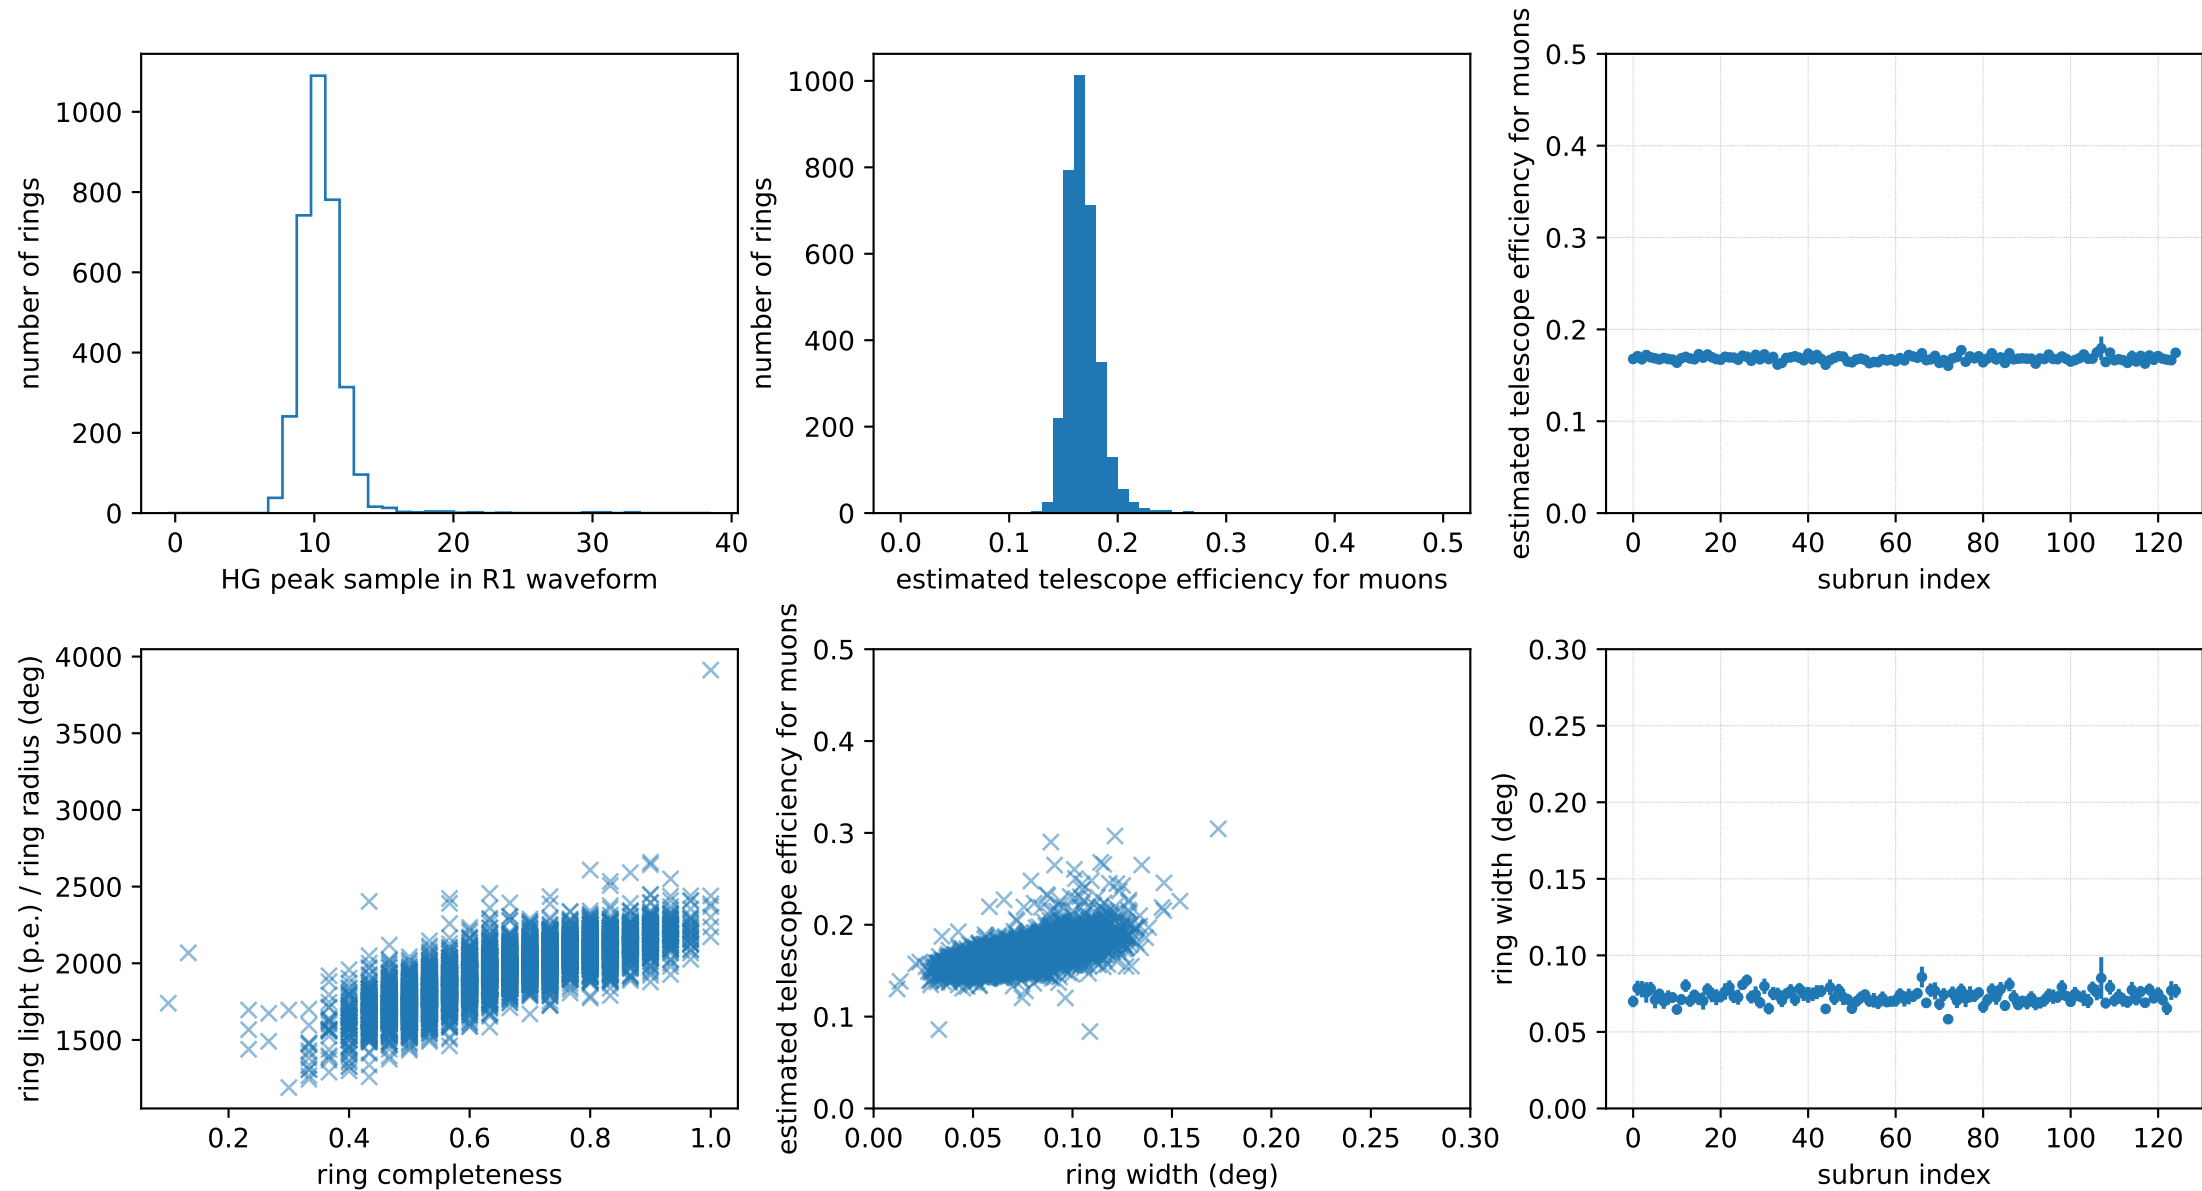 number of rings
1000
800
600
400
200
0
0 10 20 30 40
HG peak sample in R1 waveform
number of rings
1000
800
600
400
200
0
0.0 0.1 0.2 0.3 0.4 0.5
estimated telescope efficiency for muons
estimated telescope efficiency for muons
0.5
0.4
0.3
0.2
0.1
0.0
0 20 40 60 80 100 120
subrun index
ring light (p.e.) / ring radius (deg)
4000
3500
3000
2500
2000
1500
0.2 0.4 0.6 0.8 1.0
ring completeness
estimated telescope efficiency for muons
0.5
0.4
0.3
0.2
0.1
0.0
0.00 0.05 0.10 0.15 0.20 0.25 0.30
ring width (deg)
ring width (deg)
0.30
0.25
0.20
0.15
0.10
0.05
0.00
0 20 40 60 80 100 120
subrun index